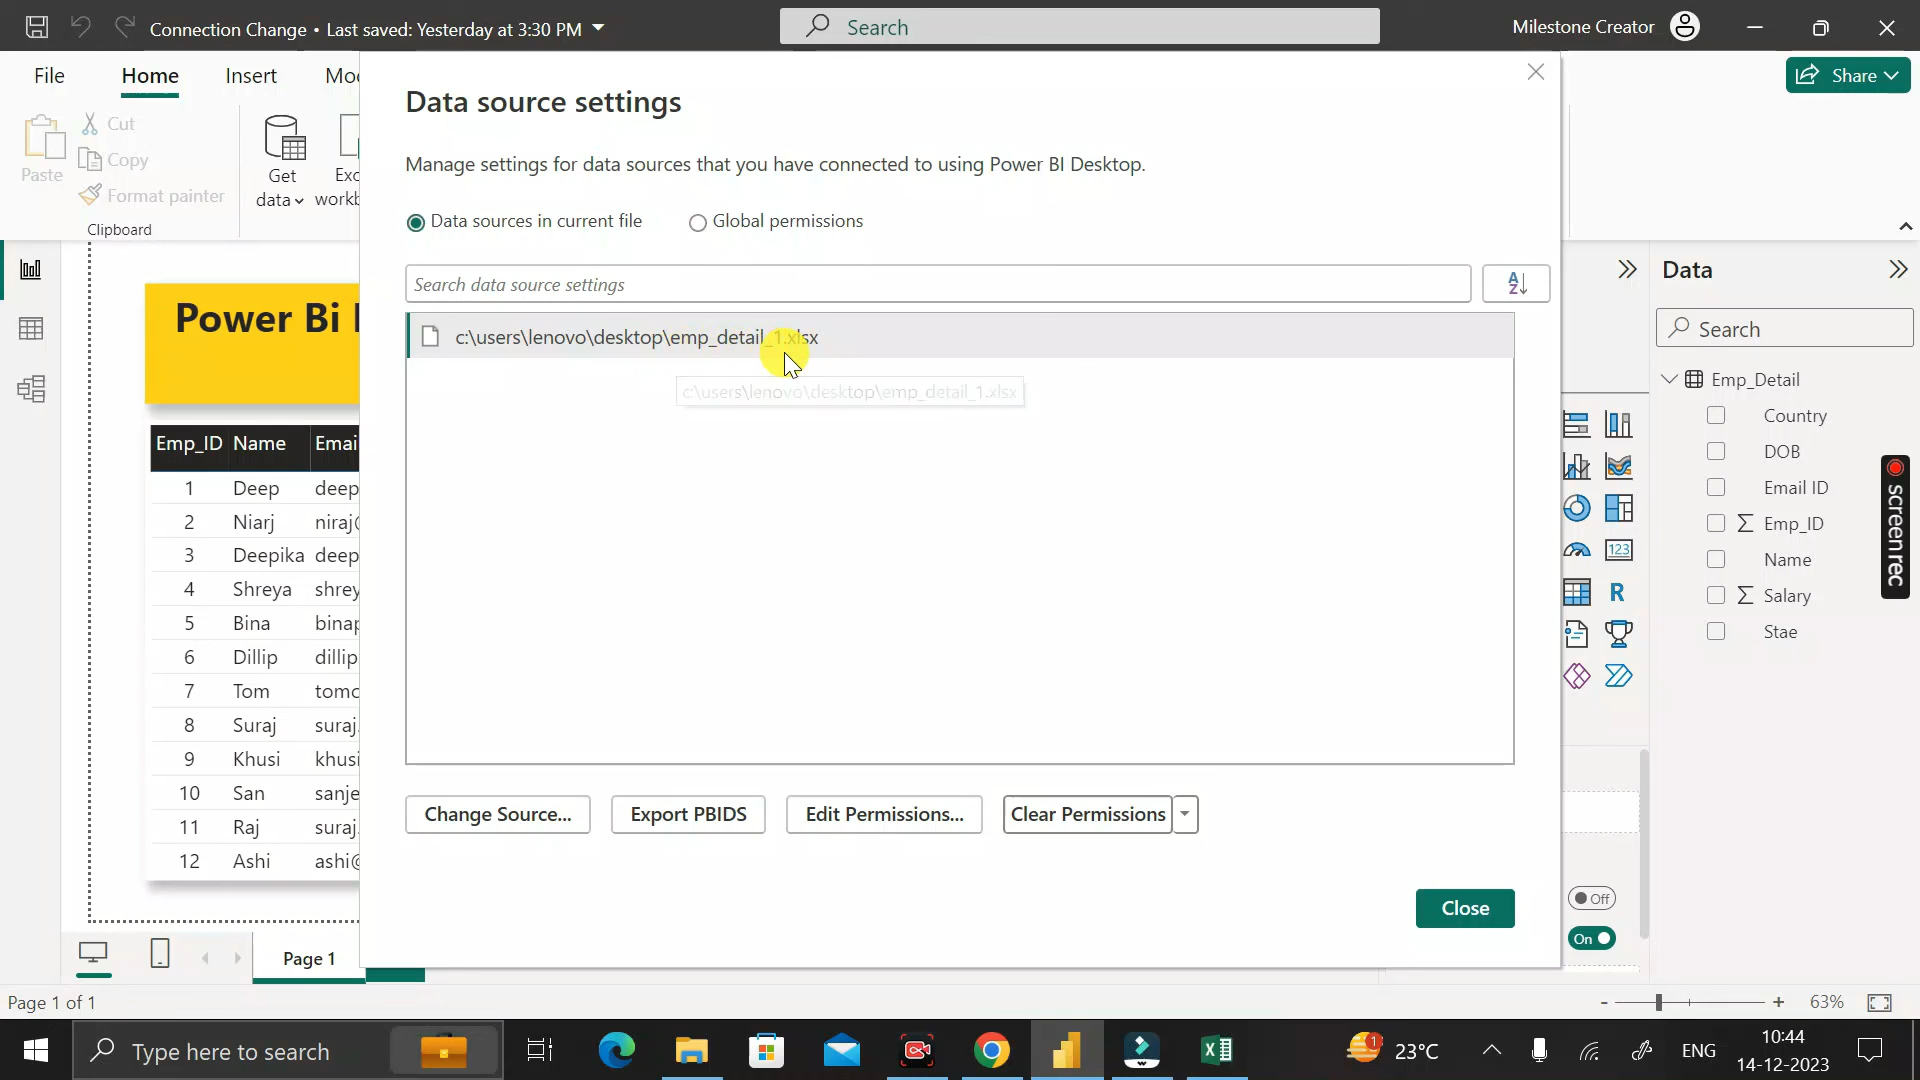 Connection Change • Last saved: Yesterday at 3:30 PM
Search
Milestone Creator
File
Home
Insert
Share
Cut
Copy
Paste
Format painter
Clipboard
Get data
Data source settings
Manage settings for data sources that you have connected to using Power BI Desktop.
Data sources in current file
Global permissions
Search data source settings
c:\users\lenovo\desktop\emp_detail_1.xlsx
c:\users\lenovo\desktop\emp_detail_1.xlsx
Change Source...
Export PBIDS
Edit Permissions...
Clear Permissions
Close
Power Bi
Emp_ID Name Emai
1 Deep deep
2 Niarj niraj
3 Deepika deep
4 Shreya shrey
5 Bina binap
6 Dillip dillip
7 Tom tomc
8 Suraj suraj.
9 Khusi khusi
10 San sanje
11 Raj suraj.
12 Ashi ashi@
Data
Search
Emp_Detail
Country
DOB
Email ID
Σ Emp_ID
Name
Σ Salary
Stae
screen rec
123
R
Off
On
Page 1
Page 1 of 1
- + 63%
Type here to search
1
23°C
ENG
10:44
14-12-2023